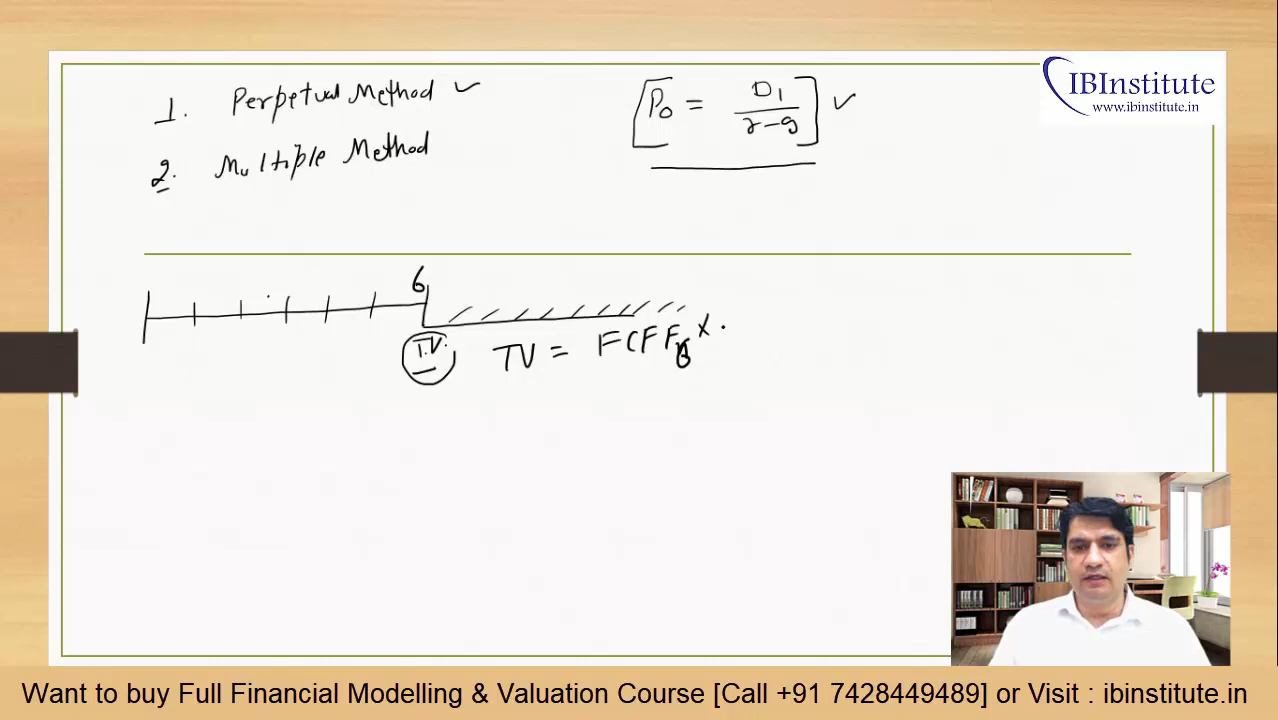 IBInstitute
www.ibinstitute.in
1. Perpetual Method ✓
2. Multiple Method
[P0 = D1 / r-g] ✓
6
T.V.
TV = FCFF6 x
Want to buy Full Financial Modelling & Valuation Course [Call +91 7428449489] or Visit : ibinstitute.in